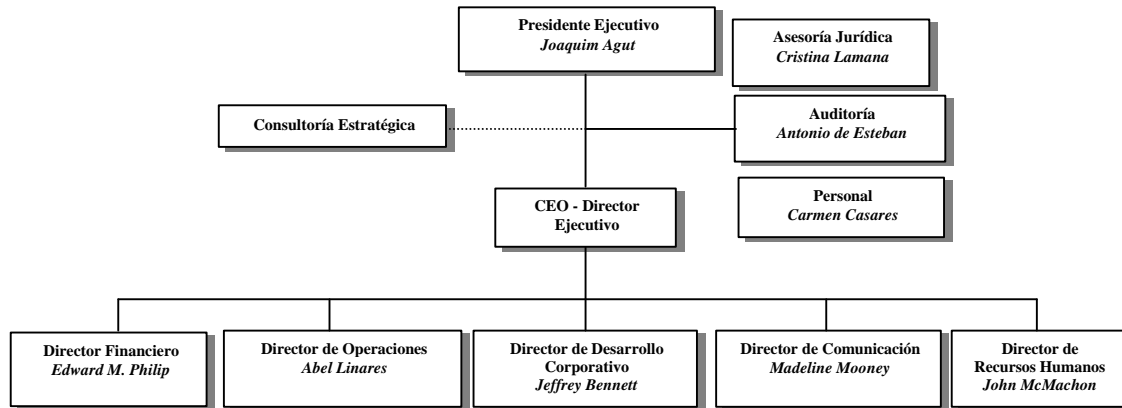 Presidente Ejecutivo
Joaquim Agut
Asesoría Jurídica
Cristina Lamana
Consultoría Estratégica
Auditoría
Antonio de Esteban
CEO - Director
Ejecutivo
Personal
Carmen Casares
Director Financiero
Edward M. Philip
Director de Operaciones
Abel Linares
Director de Desarrollo
Corporativo
Jeffrey Bennett
Director de Comunicación
Madeline Mooney
Director de
Recursos Humanos
John McMachon